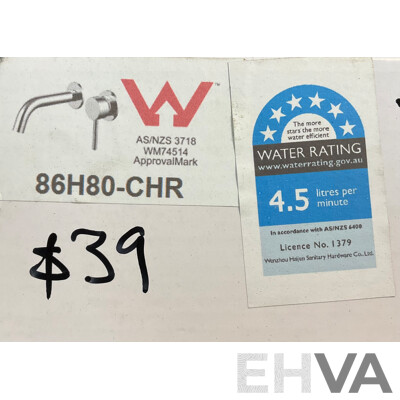 AS/NZS 3718
WM74514
ApprovalMark
86H80-CHR
$39
The more
stars the more
water efficient
WATER RATING
www.waterrating.gov.au
4.5 litres per
minute
In accordance with AS/NZS 6400
Licence No. 1379
Wenzhou Haijun Sanitary Hardware Co., Ltd.
EHVA